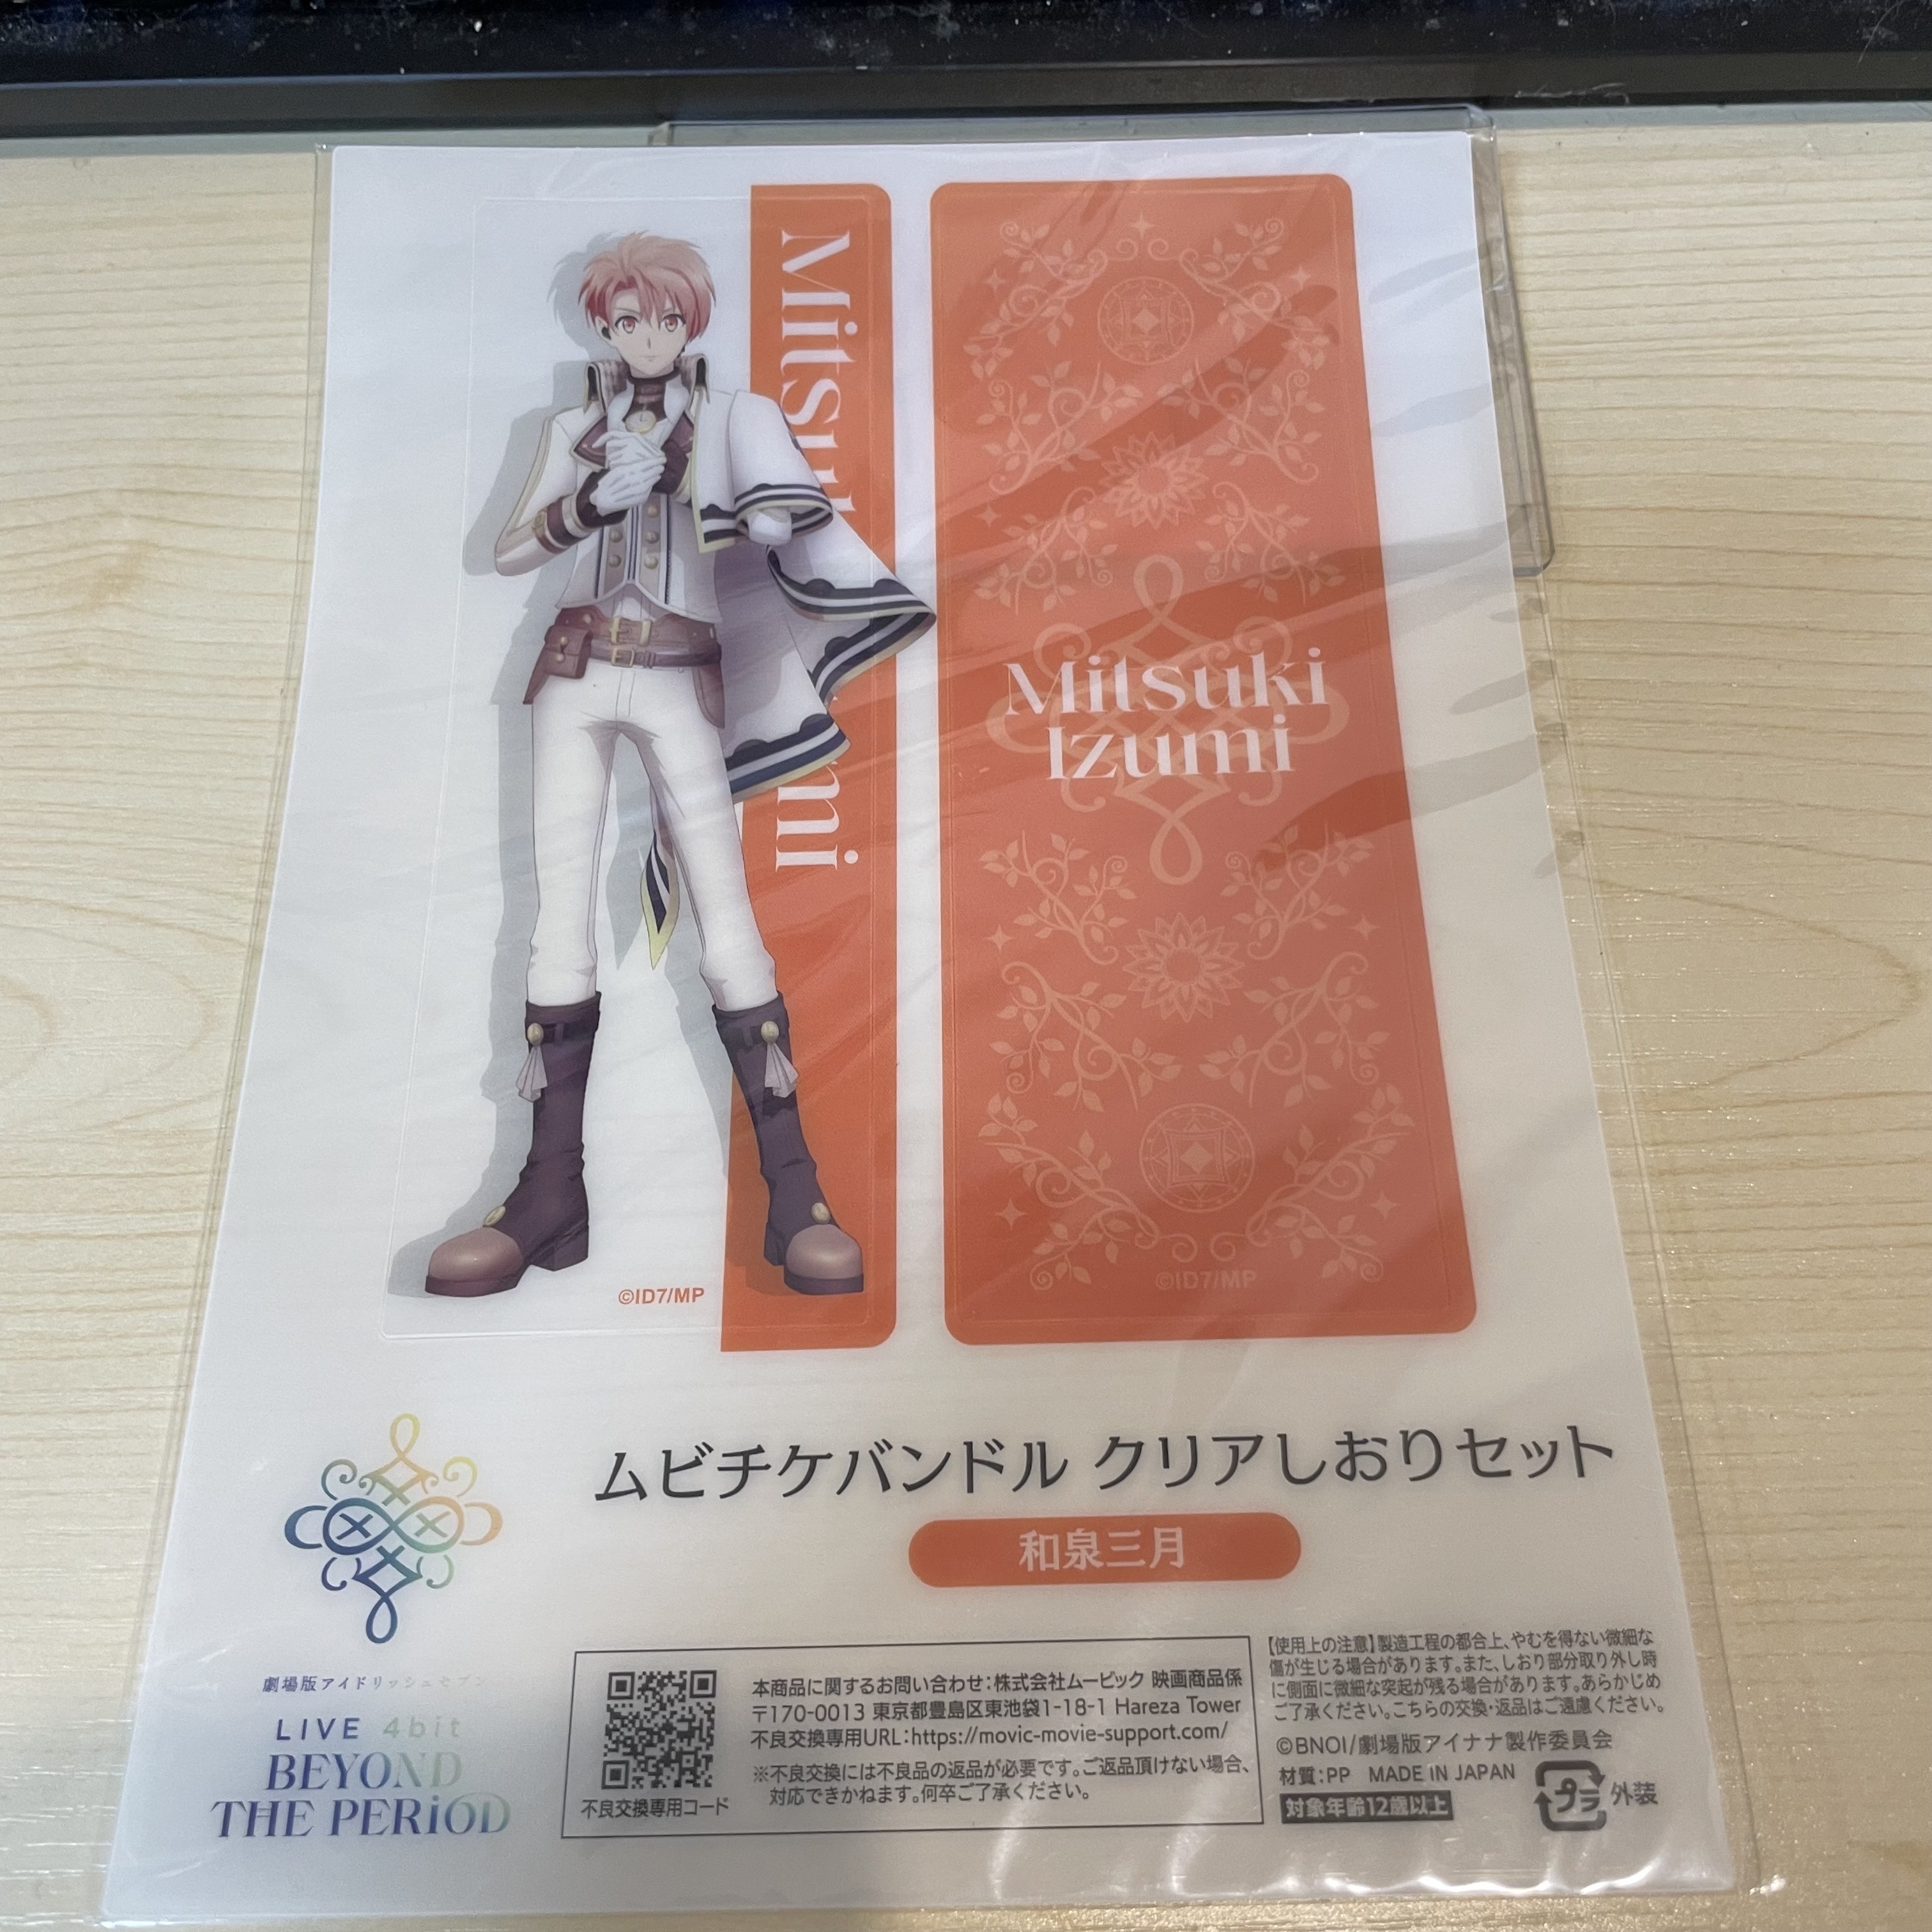 Mitsuki
Izumi
©ID7/MP
©ID7/MP
ムビチケバンドル クリアしおりセット
和泉三月
劇場版アイドリッシュセブン
LIVE 4bit
BEYOND
THE PERiOD
不良交換専用コード
本商品に関するお問い合わせ:株式会社ムービック 映画商品係
〒170-0013 東京都豊島区東池袋1-18-1 Hareza Tower
不良交換専用URL:https://movic-movie-support.com/
※不良交換には不良品の返品が必要です。ご返品頂けない場合、
対応できかねます。何卒ご了承ください。
【使用上の注意】製造工程の都合上、やむを得ない微細な
傷が生じる場合があります。また、しおり部分取り外し時
に側面に微細な突起が残る場合があります。あらかじめ
ご了承ください。こちらの交換・返品はご遠慮ください。
©BNOI/劇場版アイナナ製作委員会
材質:PP MADE IN JAPAN
対象年齢12歳以上
プラ 外装